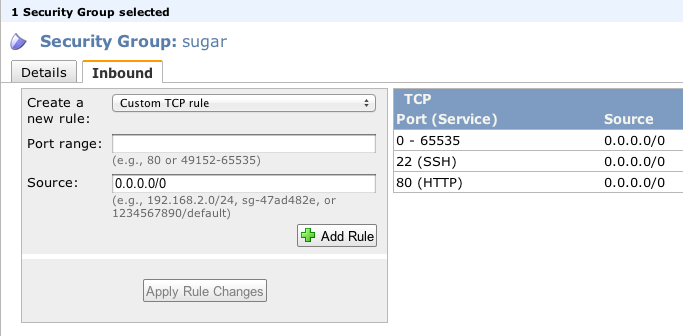 1 Security Group selected
Security Group: sugar
Details
Inbound
Create a new rule:
Custom TCP rule
Port range:
(e.g., 80 or 49152-65535)
Source:
0.0.0.0/0
(e.g., 192.168.2.0/24, sg-47ad482e, or
1234567890/default)
Add Rule
Apply Rule Changes
TCP
Port (Service) Source
0 - 65535 0.0.0.0/0
22 (SSH) 0.0.0.0/0
80 (HTTP) 0.0.0.0/0